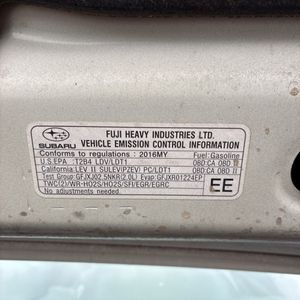 FUJI HEAVY INDUSTRIES LTD.
SUBARU VEHICLE EMISSION CONTROL INFORMATION
Conforms to regulations : 2016MY Fuel:Gasoline
U.S.EPA :T2B4 LDV/LDT1 OBD:CA OBD II
California:LEV II SULEV/PZEV/ PC/LDT1 OBD:CA OBD II
Test Group:GFJXJ02.5NKR(2.0L) Evap:GFJXR01224EP
TWC(2)/WR-HO2S/HO2S/SFI/EGR/EGRC
No adjustments needed. EE